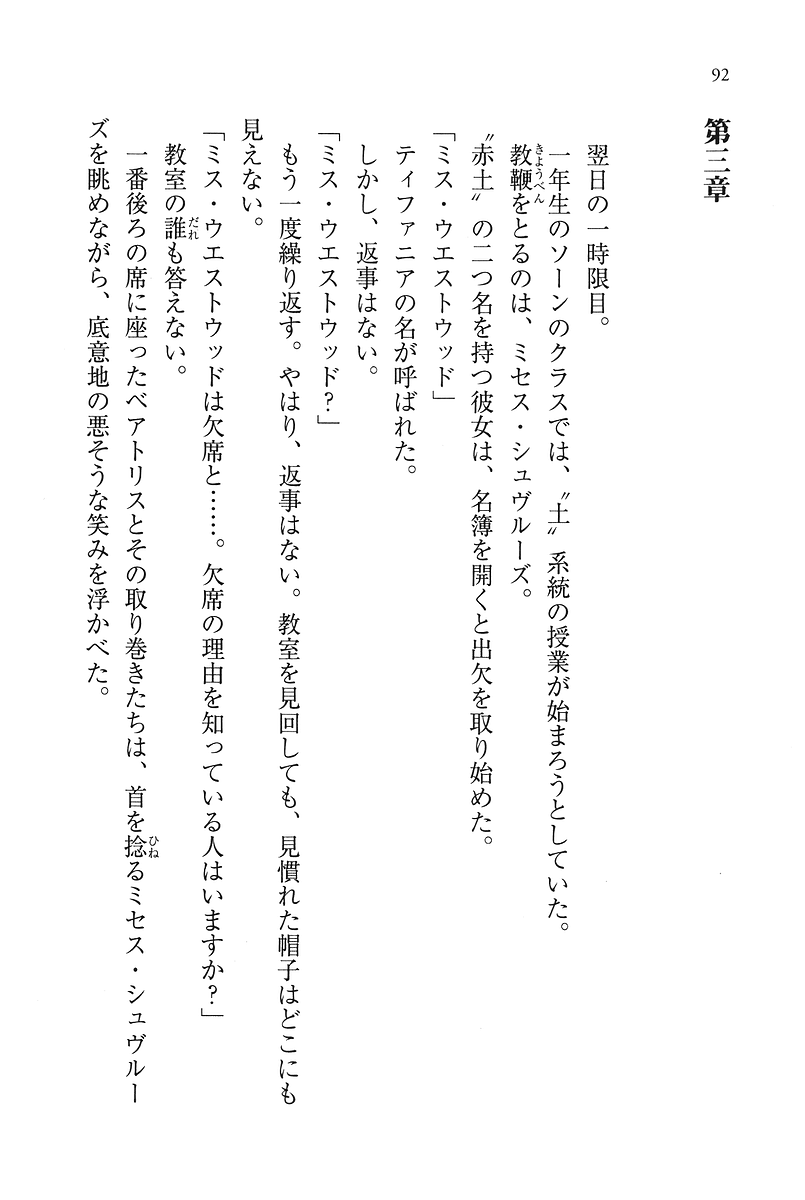 92
第三章
翌日の一時限目。
一年生のソーンのクラスでは、〝土〟系統の授業が始まろうとしていた。
教鞭をとるのは、ミセス・シュヴルーズ。
〝赤土〟の二つ名を持つ彼女は、名簿を開くと出欠を取り始めた。
「ミス・ウエストウッド」
ティファニアの名が呼ばれた。
しかし、返事はない。
「ミス・ウエストウッド？」
もう一度繰り返す。やはり、返事はない。教室を見回しても、見慣れた帽子はどこにも
見えない。
「ミス・ウエストウッドは欠席と……。欠席の理由を知っている人はいますか？」
教室の誰も答えない。
一番後ろの席に座ったベアトリスとその取り巻きたちは、首を捻るミセス・シュヴルー
ズを眺めながら、底意地の悪そうな笑みを浮かべた。